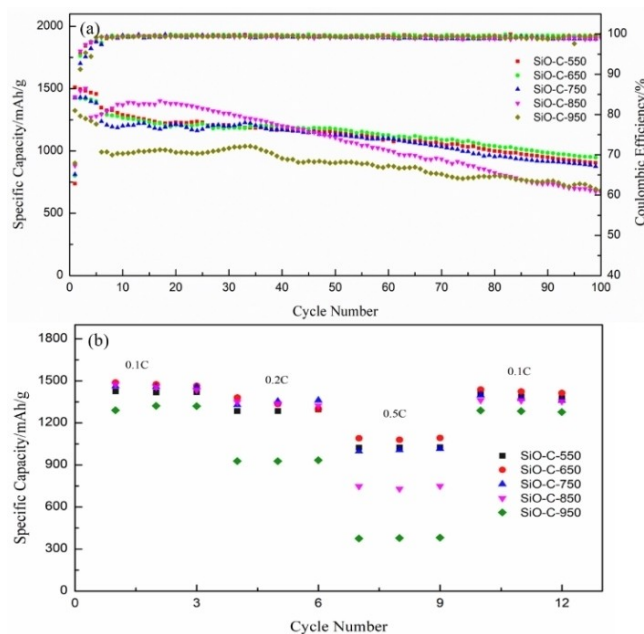 (a)
2000
1500
1000
500
0
Specific Capacity/mAh/g
100
90
80
70
60
50
40
Coulombic Efficiency/%
SiO-C-550
SiO-C-650
SiO-C-750
SiO-C-850
SiO-C-950
0 10 20 30 40 50 60 70 80 90 100
Cycle Number
(b)
1800
1500
1200
900
600
300
Specific Capacity/mAh/g
0.1C
0.2C
0.5C
0.1C
SiO-C-550
SiO-C-650
SiO-C-750
SiO-C-850
SiO-C-950
0 3 6 9 12
Cycle Number